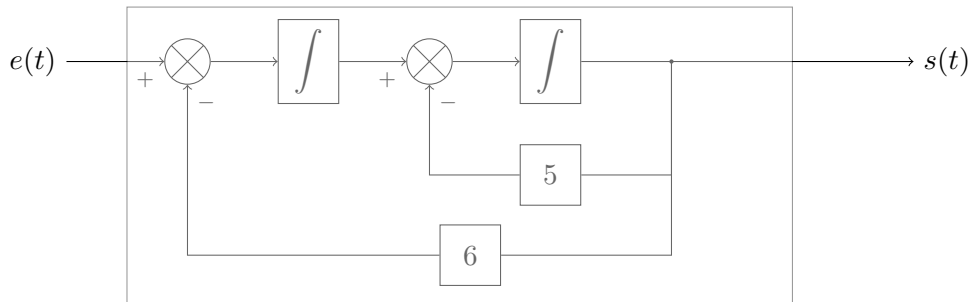 e(t) + − ∫ + − ∫ s(t)
5
6